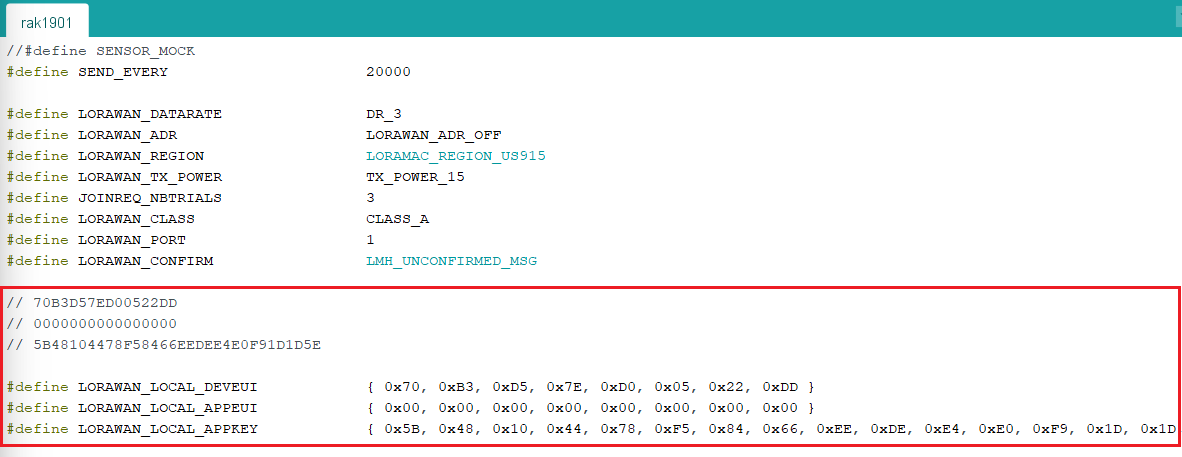 rak1901
//#define SENSOR_MOCK
#define SEND_EVERY 20000
#define LORAWAN_DATARATE DR_3
#define LORAWAN_ADR LORAWAN_ADR_OFF
#define LORAWAN_REGION LORAMAC_REGION_US915
#define LORAWAN_TX_POWER TX_POWER_15
#define JOINREQ_NBTRIALS 3
#define LORAWAN_CLASS CLASS_A
#define LORAWAN_PORT 1
#define LORAWAN_CONFIRM LMH_UNCONFIRMED_MSG
// 70B3D57ED00522DD
// 0000000000000000
// 5B48104478F58466EEDEE4E0F91D1D5E
#define LORAWAN_LOCAL_DEVEUI { 0x70, 0xB3, 0xD5, 0x7E, 0xD0, 0x05, 0x22, 0xDD }
#define LORAWAN_LOCAL_APPEUI { 0x00, 0x00, 0x00, 0x00, 0x00, 0x00, 0x00, 0x00 }
#define LORAWAN_LOCAL_APPKEY { 0x5B, 0x48, 0x10, 0x44, 0x78, 0xF5, 0x84, 0x66, 0xEE, 0xDE, 0xE4, 0xE0, 0xF9, 0x1D, 0x1D